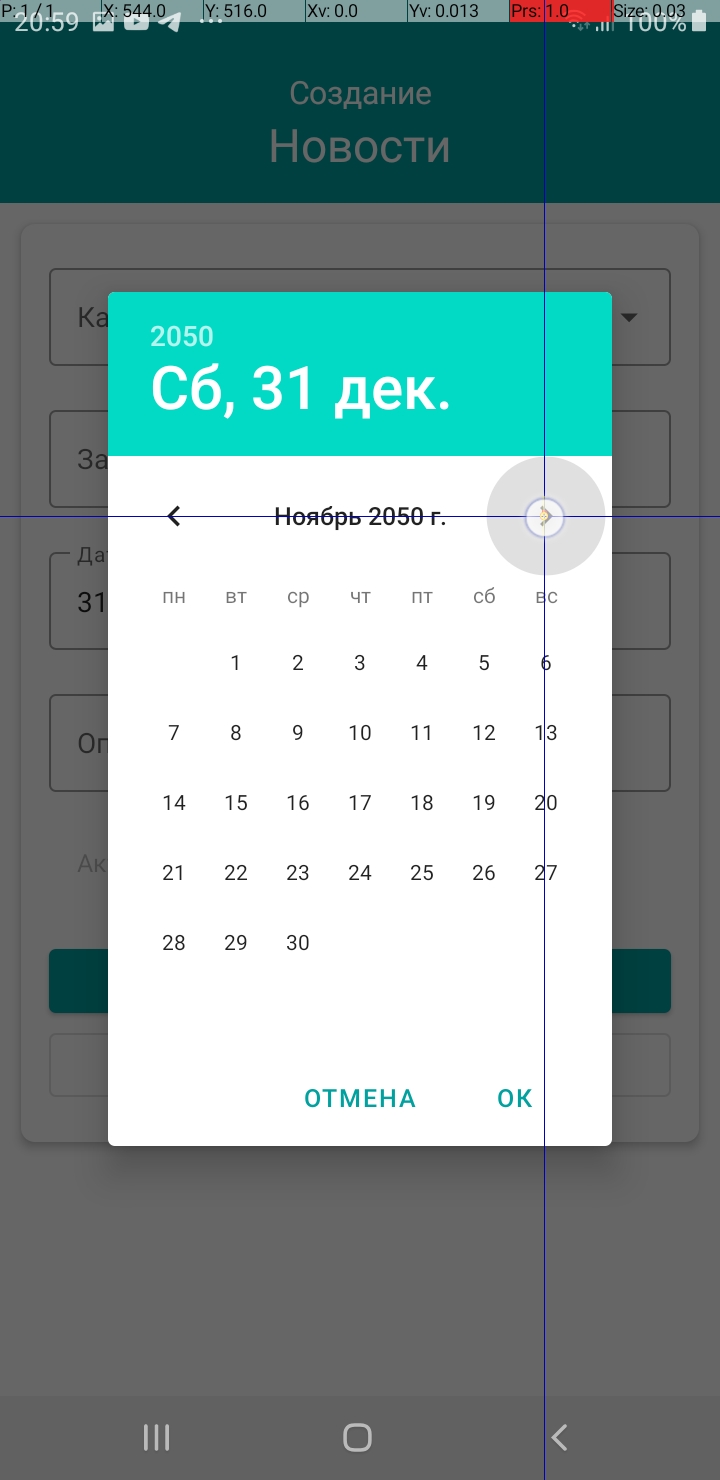 P: 1 / 1 X: 544.0 Y: 516.0 Xv: 0.0 Yv: 0.013 Prs: 1.0 Size: 0.03
20:59 100%
Создание
Новости
Ка
2050
Сб, 31 дек.
За
Ноябрь 2050 г.
Да
31
пн вт ср чт пт сб вс
1 2 3 4 5 6
7 8 9 10 11 12 13
Оп
14 15 16 17 18 19 20
Ак
21 22 23 24 25 26 27
28 29 30
ОТМЕНА ОК